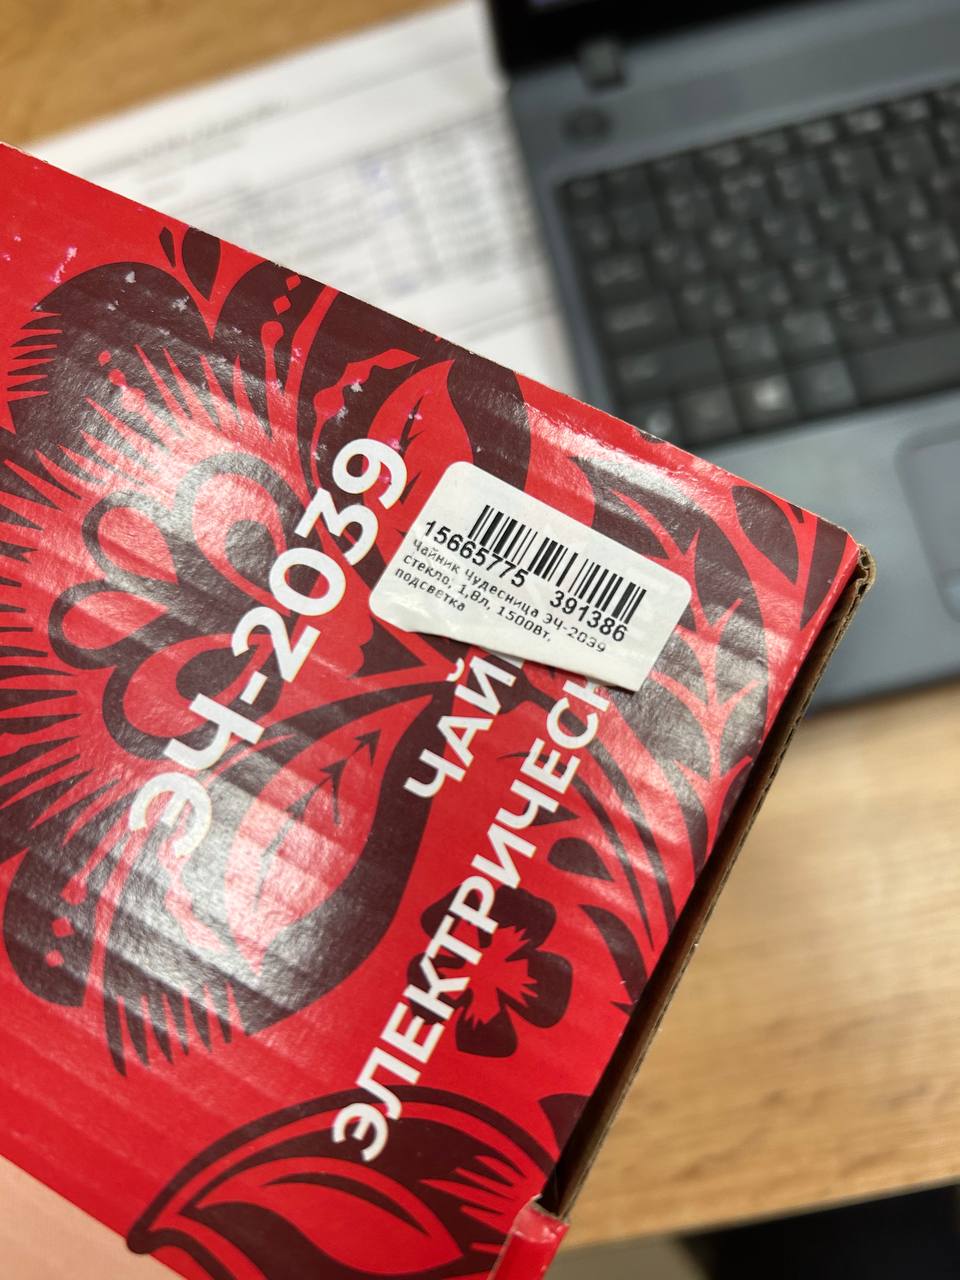 ЭЧ-2039
15665775 391386
Чайник Чудесница ЭЧ-2039
стекло, 1,8л, 1500Вт,
подсветка
ЧАЙ
ЭЛЕКТРИЧЕСК